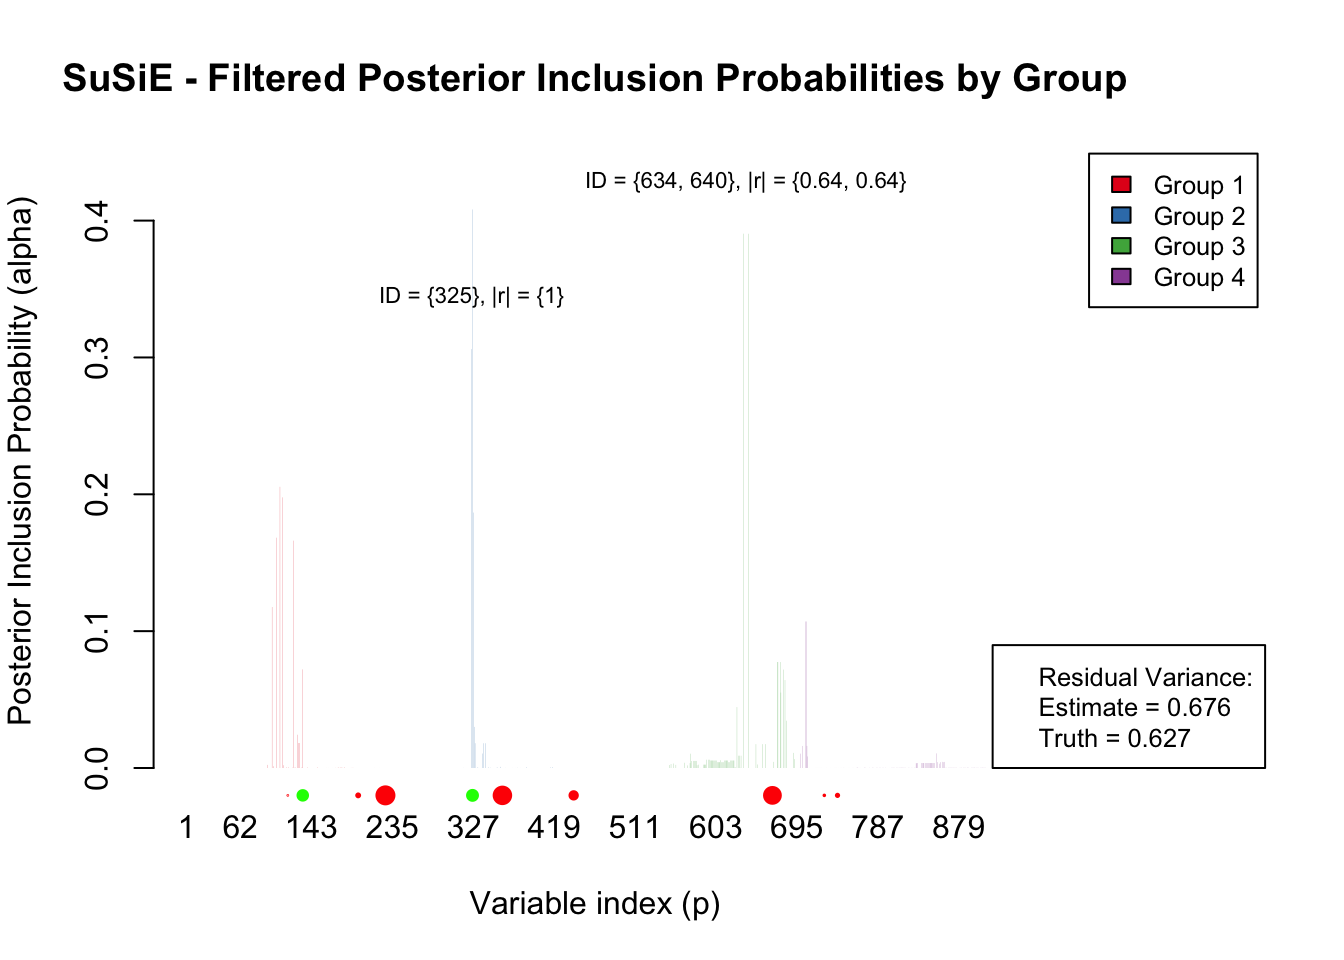 SuSiE - Filtered Posterior Inclusion Probabilities by Group
ID = {634, 640}, |r| = {0.64, 0.64}
ID = {325}, |r| = {1}
Group 1
Group 2
Group 3
Group 4
Posterior Inclusion Probability (alpha)
0.4
0.3
0.2
0.1
0.0
Residual Variance:
Estimate = 0.676
Truth = 0.627
1 62 143 235 327 419 511 603 695 787 879
Variable index (p)